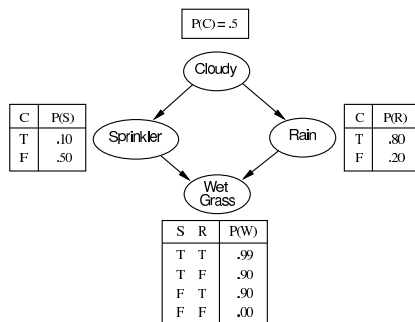 P(C) = .5
Cloudy
C P(S)
T .10
F .50
Sprinkler
Rain
C P(R)
T .80
F .20
Wet
Grass
S R P(W)
T T .99
T F .90
F T .90
F F .00